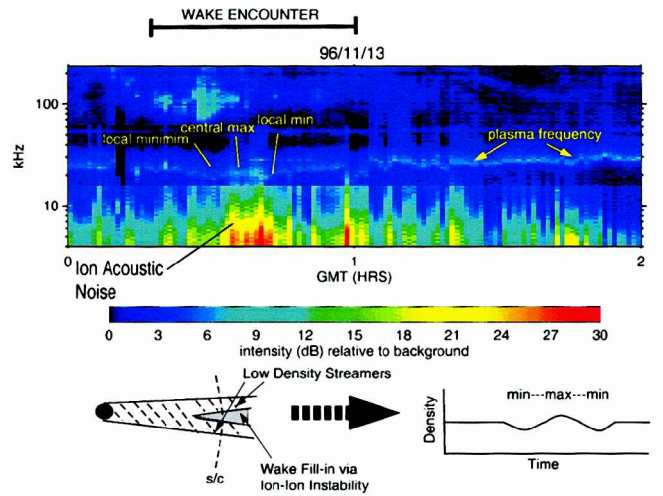 WAKE ENCOUNTER
96/11/13
100
10
kHz
local minimim
central max
local min
plasma frequency
0
1
2
GMT (HRS)
Ion Acoustic
Noise
0 3 6 9 12 15 18 21 24 27 30
intensity (dB) relative to background
Low Density Streamers
s/c
Wake Fill-in via
Ion-Ion Instability
Density
min---max---min
Time